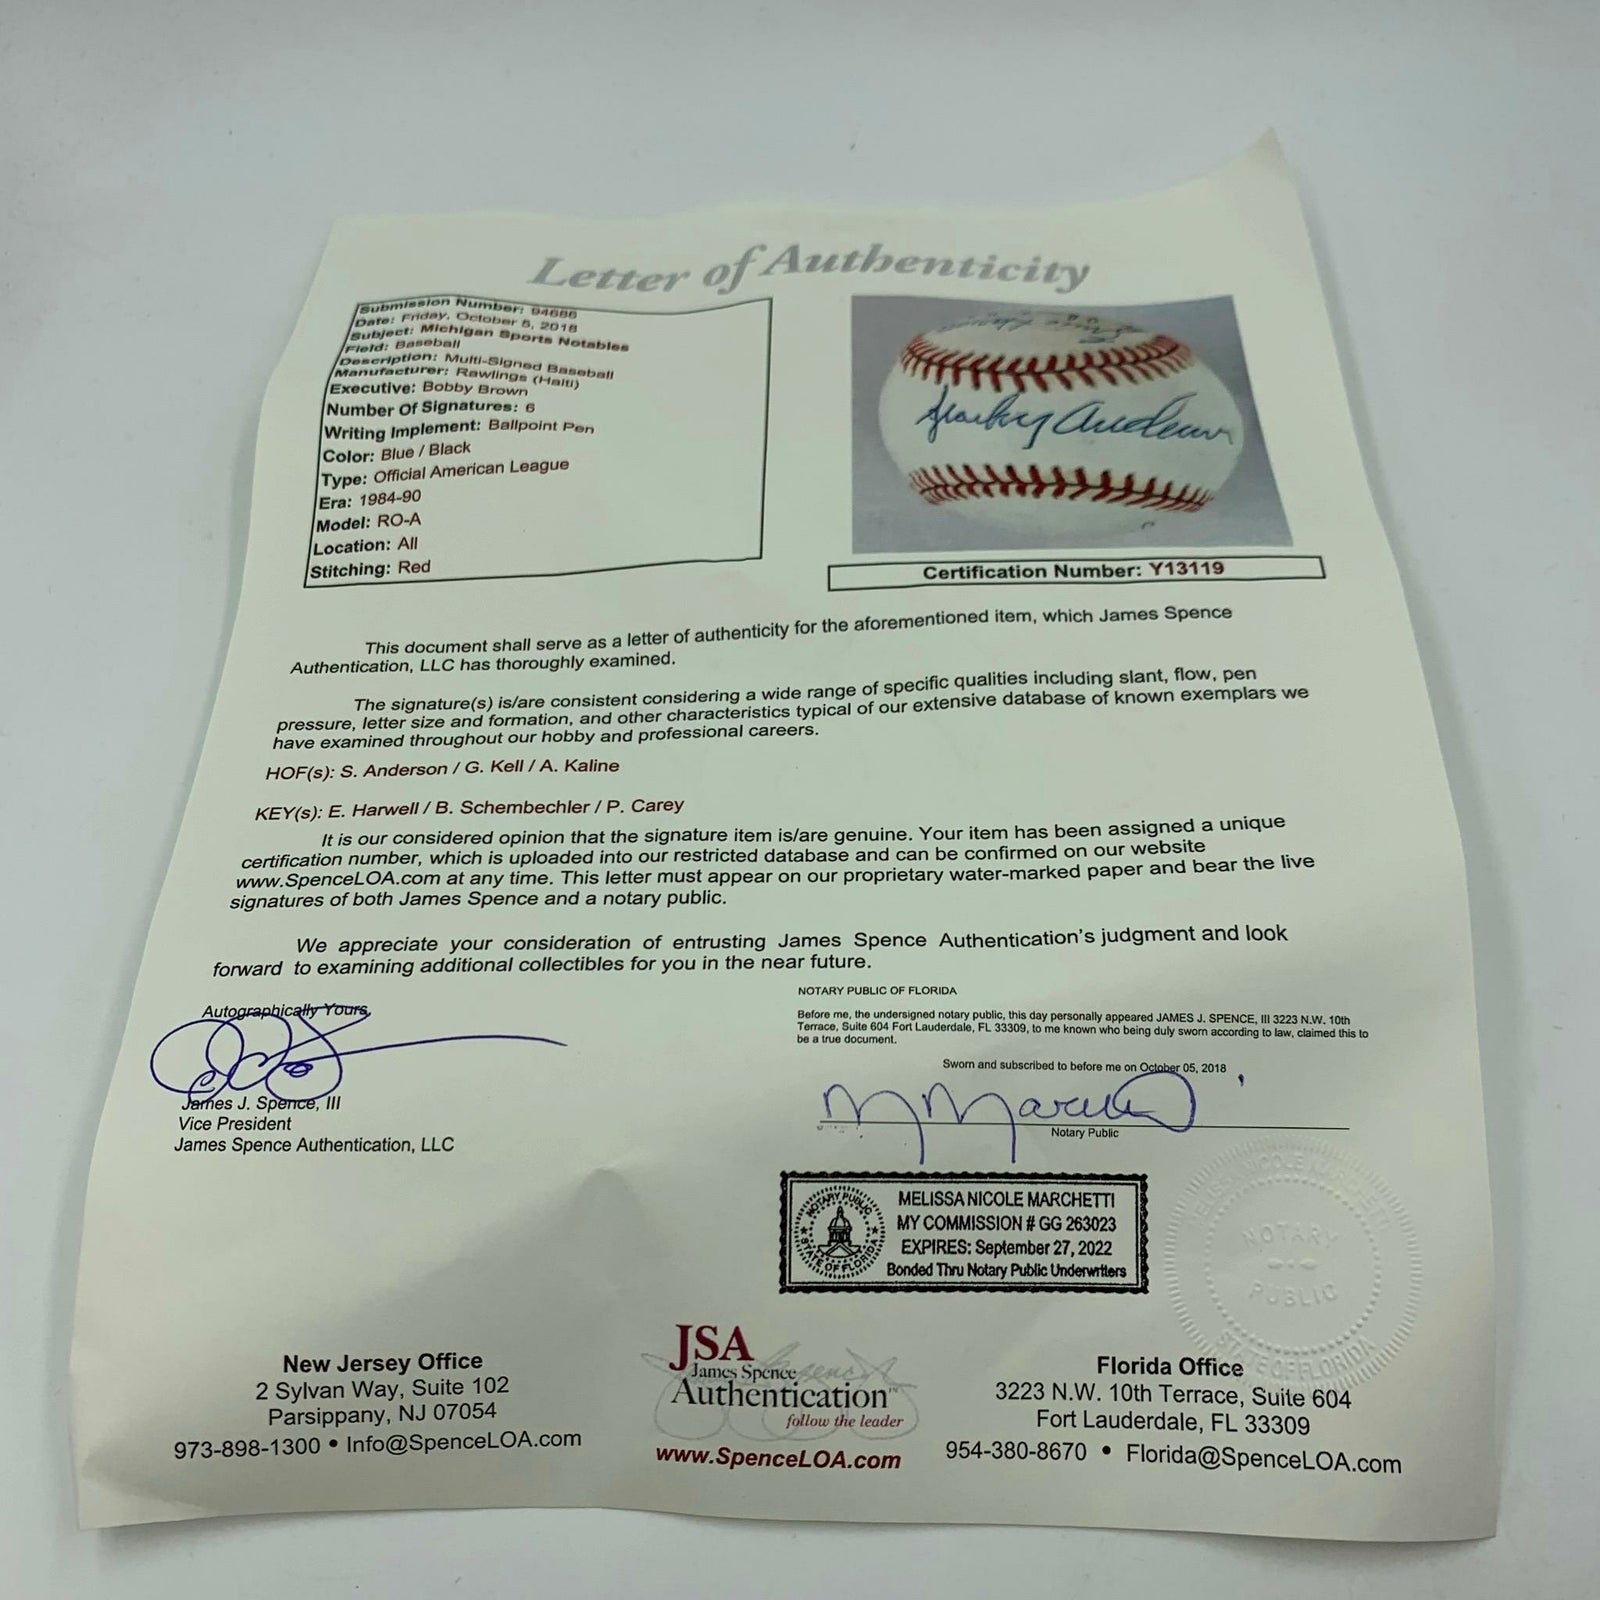 Letter of Authenticity
Submission Number: 94686
Date: Friday, October 5, 2018
Subject: Michigan Sports Notables
Field: Baseball
Description: Multi-Signed Baseball
Manufacturer: Rawlings (Haiti)
Executive: Bobby Brown
Number Of Signatures: 6
Writing Implement: Ballpoint Pen
Color: Blue / Black
Type: Official American League
Era: 1984-90
Model: RO-A
Location: All
Stitching: Red
Sparky Anderson
Certification Number: Y13119
This document shall serve as a letter of authenticity for the aforementioned item, which James Spence
Authentication, LLC has thoroughly examined.
The signature(s) is/are consistent considering a wide range of specific qualities including slant, flow, pen
pressure, letter size and formation, and other characteristics typical of our extensive database of known exemplars we
have examined throughout our hobby and professional careers.
HOF(s): S. Anderson / G. Kell / A. Kaline
KEY(s): E. Harwell / B. Schembechler / P. Carey
It is our considered opinion that the signature item is/are genuine. Your item has been assigned a unique
certification number, which is uploaded into our restricted database and can be confirmed on our website
www.SpenceLOA.com at any time. This letter must appear on our proprietary water-marked paper and bear the live
signatures of both James Spence and a notary public.
We appreciate your consideration of entrusting James Spence Authentication's judgment and look
forward to examining additional collectibles for you in the near future.
Autographically Yours,
James J. Spence, III
Vice President
James Spence Authentication, LLC
NOTARY PUBLIC OF FLORIDA
Before me, the undersigned notary public, this day personally appeared JAMES J. SPENCE, III 3223 N.W. 10th
Terrace, Suite 604 Fort Lauderdale, FL 33309, to me known who being duly sworn according to law, claimed this to
be a true document.
Sworn and subscribed to before me on October 05, 2018
Notary Public
NOTARY PUBLIC
STATE OF FLORIDA
MELISSA NICOLE MARCHETTI
MY COMMISSION # GG 263023
EXPIRES: September 27, 2022
Bonded Thru Notary Public Underwriters
NICOLE MARCHETTI
NOTARY
PUBLIC
STATE OF FLORIDA
New Jersey Office
2 Sylvan Way, Suite 102
Parsippany, NJ 07054
973-898-1300 • Info@SpenceLOA.com
JSA
James Spence
Authentication™
follow the leader
www.SpenceLOA.com
Florida Office
3223 N.W. 10th Terrace, Suite 604
Fort Lauderdale, FL 33309
954-380-8670 • Florida@SpenceLOA.com